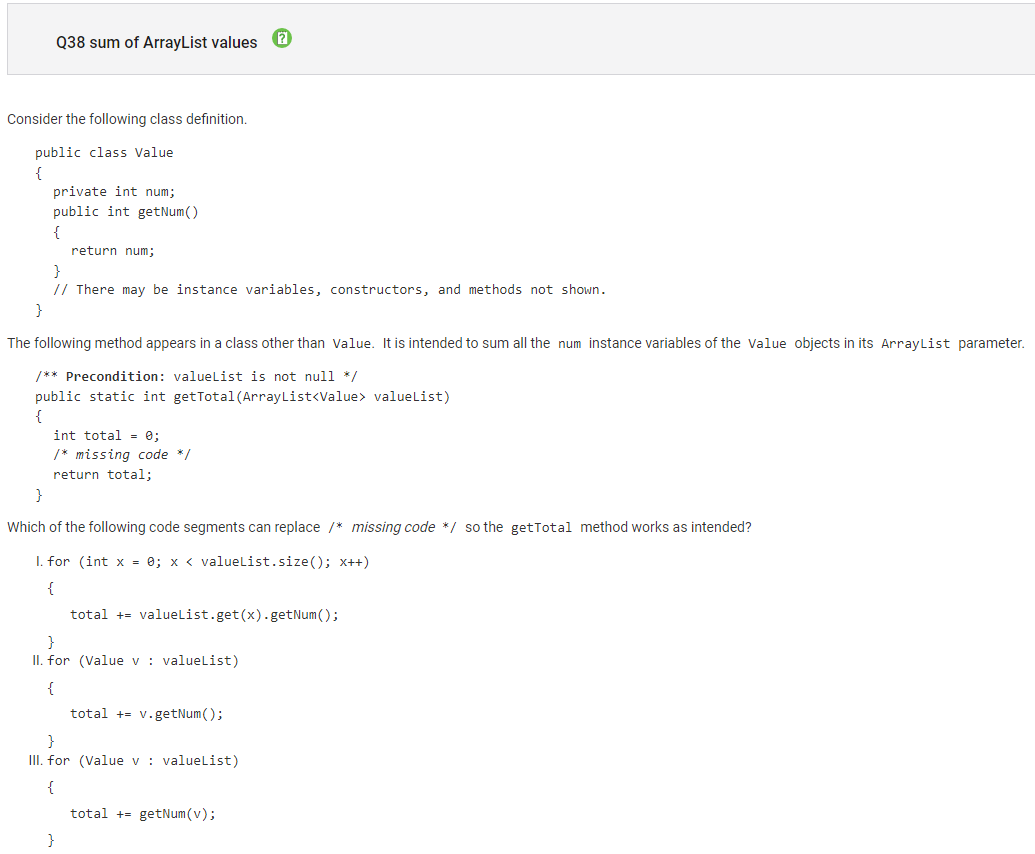 Q38 sum of ArrayList values
Consider the following class definition.
public class Value
{
private int num;
public int getNum()
{
return num;
}
// There may be instance variables, constructors, and methods not shown.
}
The following method appears in a class other than Value. It is intended to sum all the num instance variables of the Value objects in its ArrayList parameter.
/** Precondition: valueList is not null */
public static int getTotal(ArrayList<Value> valueList)
{
int total = 0;
/* missing code */
return total;
}
Which of the following code segments can replace /* missing code */ so the getTotal method works as intended?
I. for (int x = 0; x < valueList.size(); x++)
{
total += valueList.get(x).getNum();
}
II. for (Value v : valueList)
{
total += v.getNum();
}
III. for (Value v : valueList)
{
total += getNum(v);
}